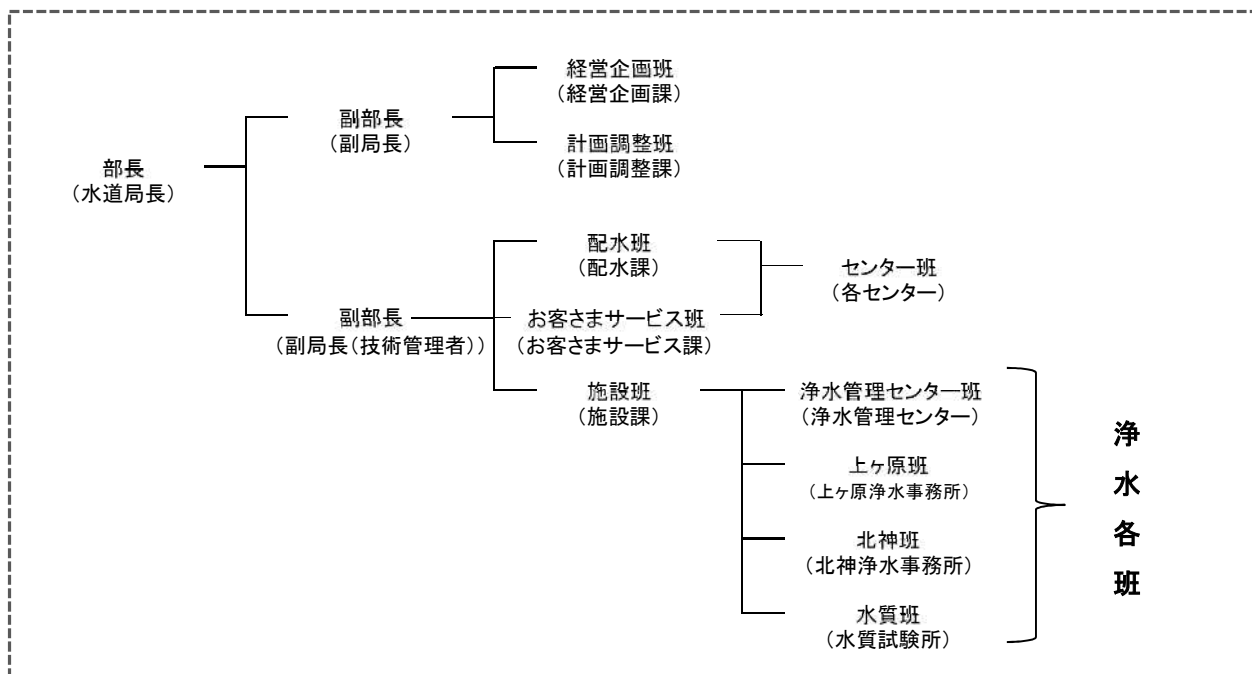 部長
（水道局長）
副部長
（副局長）
経営企画班
（経営企画課）
計画調整班
（計画調整課）
副部長
（副局長（技術管理者））
配水班
（配水課）
お客さまサービス班
（お客さまサービス課）
センター班
（各センター）
施設班
（施設課）
浄水管理センター班
（浄水管理センター）
上ヶ原班
（上ヶ原浄水事務所）
北神班
（北神浄水事務所）
水質班
（水質試験所）
浄水各班